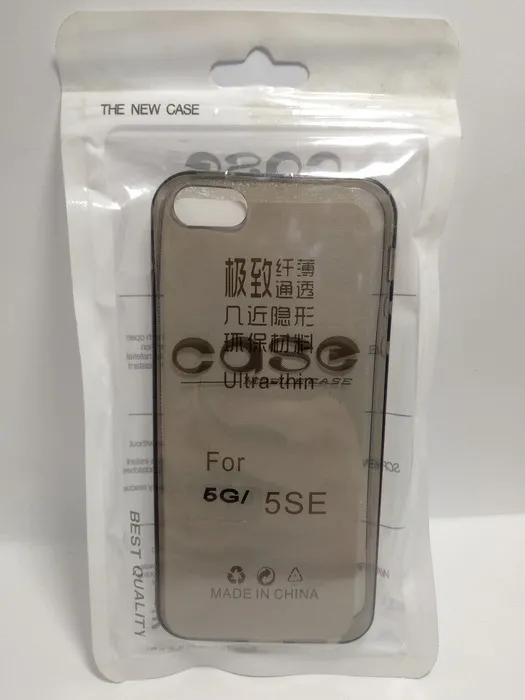 THE NEW CASE
case
极致纤薄
通透
几近隐形
环保材料
case
Ultra-thin
For
5G/ 5SE
MADE IN CHINA
BEST QUALITY